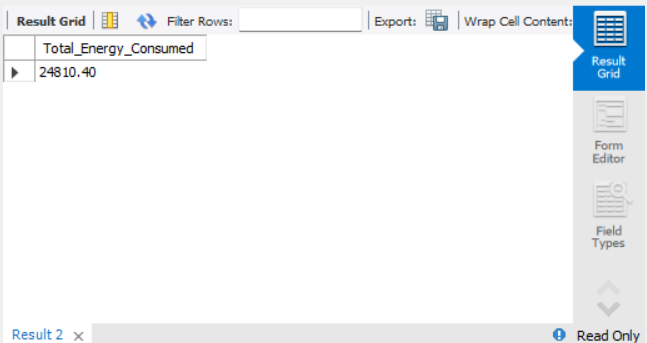 Result Grid Filter Rows: Export: Wrap Cell Content:
Total_Energy_Consumed
24810.40
Result
Grid
Form
Editor
Field
Types
Result 2 × Read Only